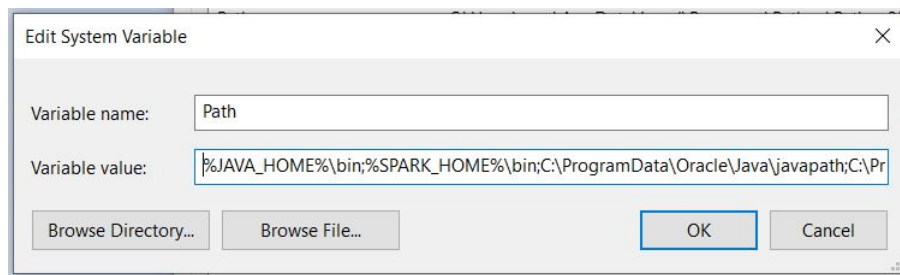 Edit System Variable
Variable name:
Path
Variable value:
%JAVA_HOME%\bin;%SPARK_HOME%\bin;C:\ProgramData\Oracle\Java\javapath;C:\Pr
Browse Directory...
Browse File...
OK
Cancel